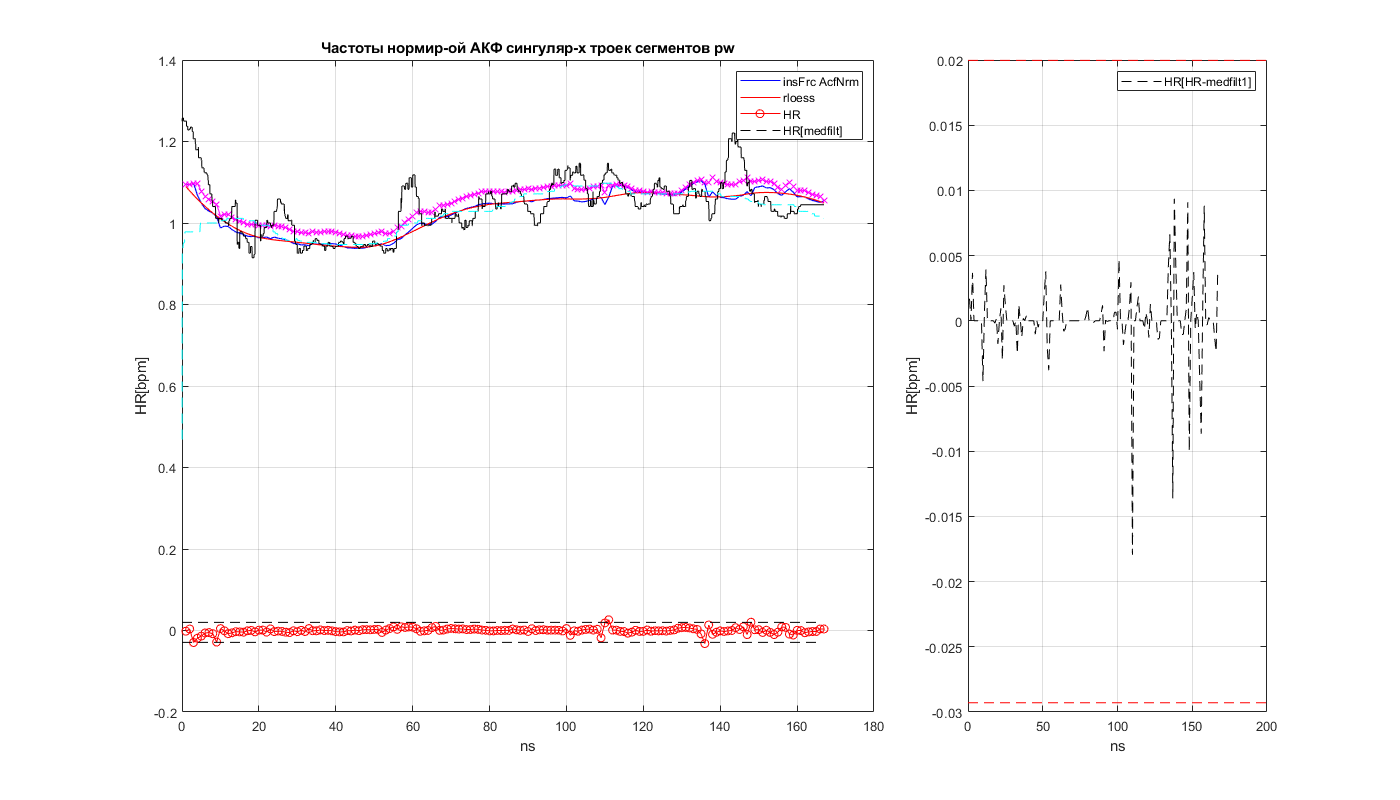 Частоты нормир-ой АКФ сингуляр-х троек сегментов pw
1.4
1.2
1
0.8
0.6
0.4
0.2
0
-0.2
HR[bpm]
0 20 40 60 80 100 120 140 160 180
ns
insFrc AcfNrm
rloess
HR
HR[medfilt]
0.02
0.015
0.01
0.005
0
-0.005
-0.01
-0.015
-0.02
-0.025
-0.03
HR[bpm]
0 50 100 150 200
ns
HR[HR-medfilt1]